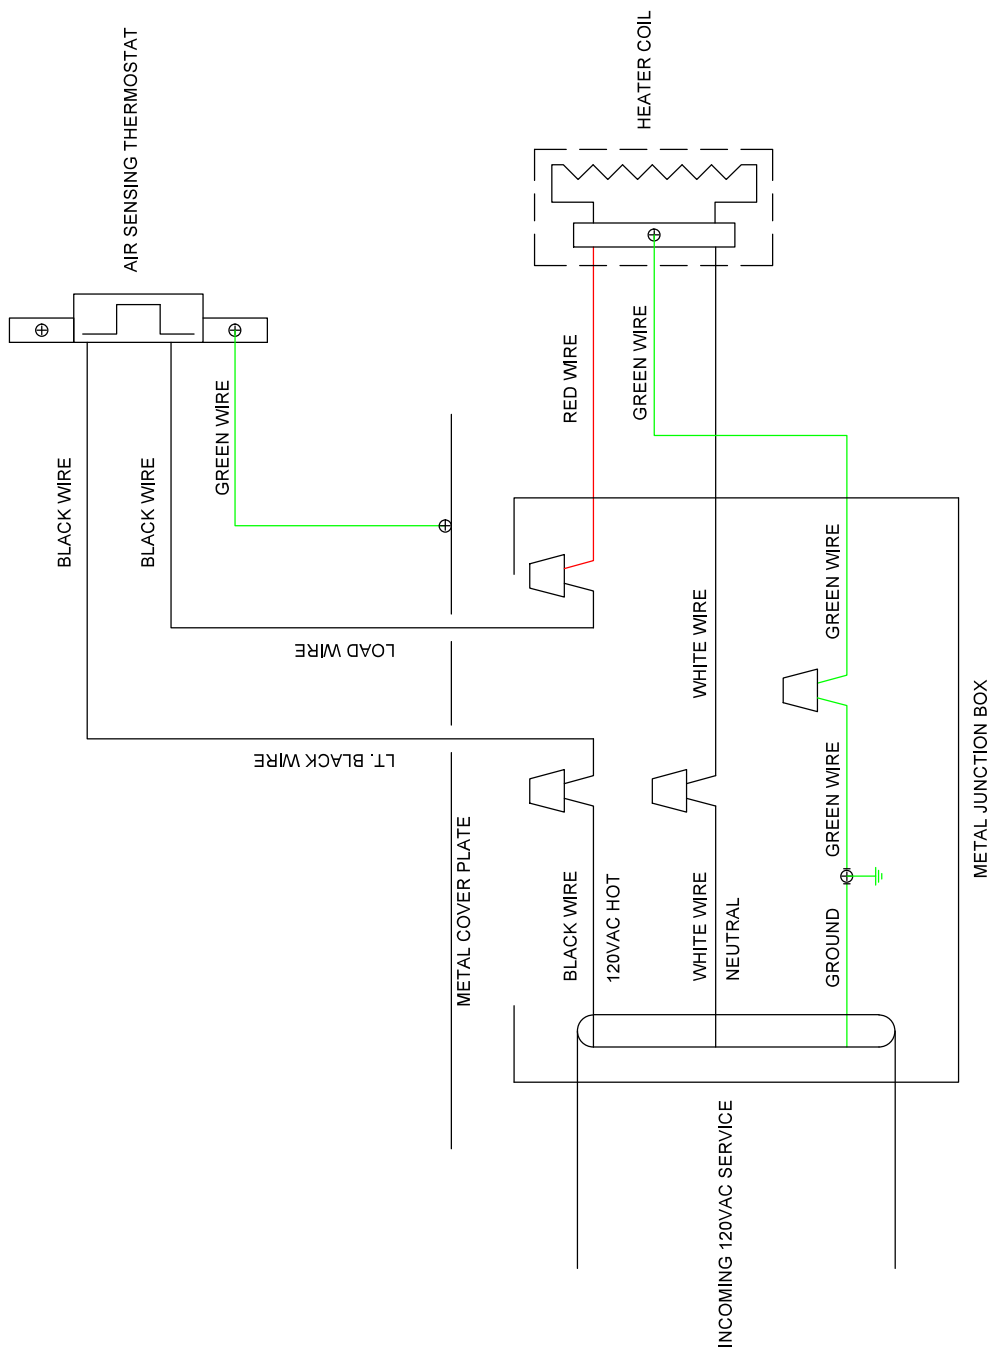 AIR SENSING THERMOSTAT
HEATER COIL
BLACK WIRE
BLACK WIRE
GREEN WIRE
RED WIRE
GREEN WIRE
LOAD WIRE
LT. BLACK WIRE
WHITE WIRE
GREEN WIRE
METAL COVER PLATE
BLACK WIRE
120VAC HOT
WHITE WIRE
NEUTRAL
GREEN WIRE
GROUND
METAL JUNCTION BOX
INCOMING 120VAC SERVICE